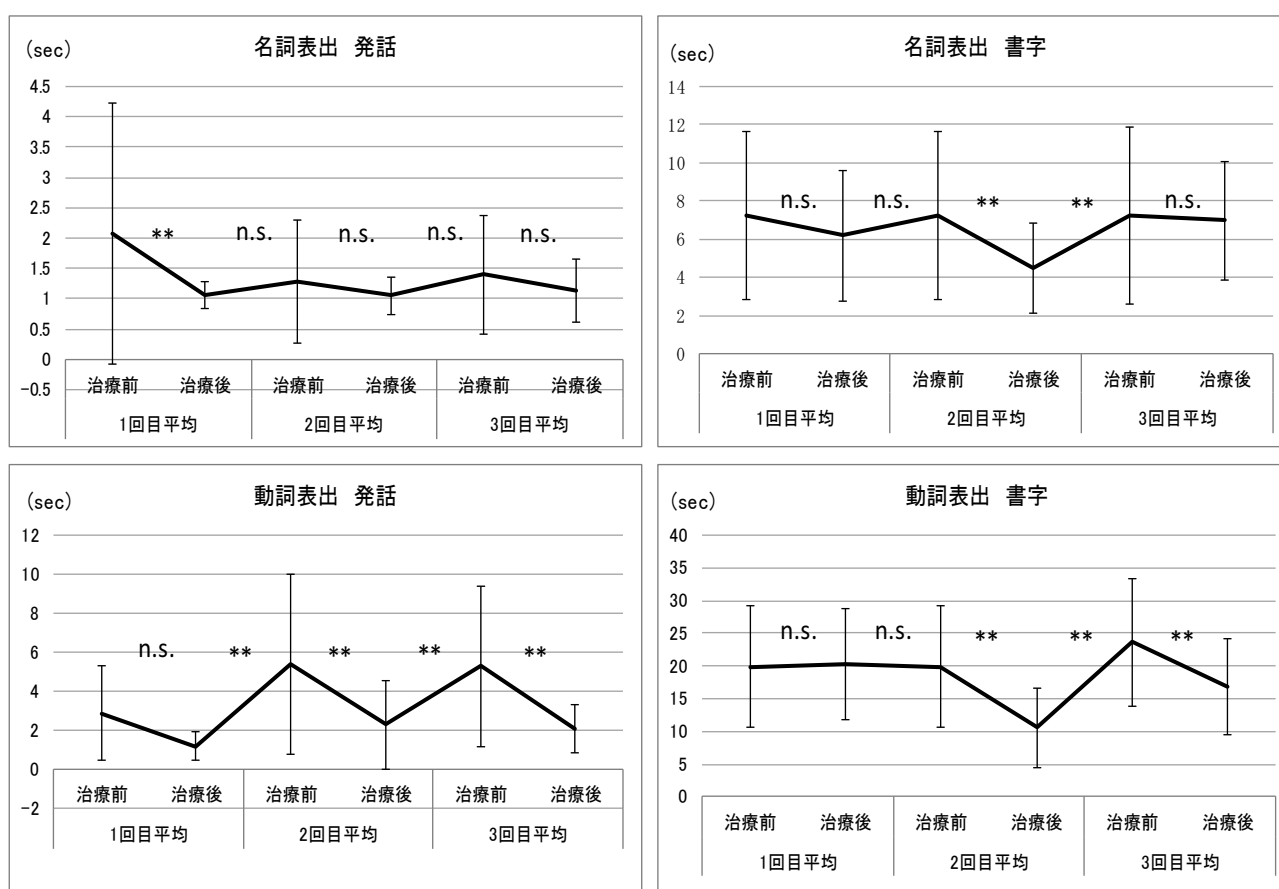 名詞表出 発話
(sec)
4.5
4
3.5
3
2.5
2
1.5
1
0.5
0
-0.5
** n.s. n.s. n.s. n.s.
治療前 治療後 治療前 治療後 治療前 治療後
1回目平均 2回目平均 3回目平均
名詞表出 書字
(sec)
14
12
10
8
6
4
2
0
n.s. n.s. ** ** n.s.
治療前 治療後 治療前 治療後 治療前 治療後
1回目平均 2回目平均 3回目平均
動詞表出 発話
(sec)
12
10
8
6
4
2
0
-2
n.s. ** ** ** **
治療前 治療後 治療前 治療後 治療前 治療後
1回目平均 2回目平均 3回目平均
動詞表出 書字
(sec)
40
35
30
25
20
15
10
5
0
n.s. n.s. ** ** **
治療前 治療後 治療前 治療後 治療前 治療後
1回目平均 2回目平均 3回目平均